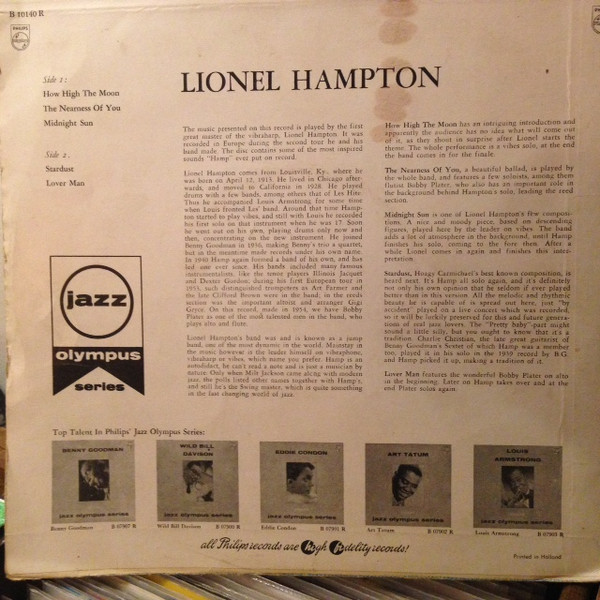 B 10140 R
PHILIPS
Side 1:
How High The Moon
The Nearness Of You
Midnight Sun
Side 2.
Stardust
Lover Man
jazz
olympus
series
LIONEL HAMPTON
The music presented on this record is played by the first
great master of the vibraharp, Lionel Hampton. It was
recorded in Europe during the second tour he and his
band made. The disc contains some of the most inspired
sounds "Hamp" ever put on record.
Lionel Hampton comes from Louisville, Ky., where he
was born on April 12, 1913. He lived in Chicago after-
wards, and moved to California in 1928. He played
drums with a few bands, among others that of Les Hite.
Thus he accompanied Louis Armstrong for some time
when Louis fronted Les' band. Around that time Hamp-
ton started to play vibes, and still with Louis he recorded
his first solo on that instrument when he was 17. Soon
he went out on his own, playing drums only now and
then, concentrating on the new instrument. He joined
Benny Goodman in 1936, making Benny's trio a quartet,
but in the meantime made records under his own name.
In 1940 Hamp again formed a band of his own, and has
led one ever since. His bands included many famous
instrumentalists, like the tenor players Illinois Jacquet
and Dexter Gordon; during his first European tour in
1953, such distinguished trumpeters as Art Farmer and
the late Clifford Brown were in the band; in the reeds
section was the important altoist and arranger Gigi
Gryce. On this record, made in 1954, we have Bobby
Plater as one of the most talented men in the band, who
plays alto and flute.
Lionel Hampton's band was and is known as a jump
band, one of the most dynamic in the world. Mainstay in
the music however is the leader himself on vibraphone,
vibraharp or vibes, which name you prefer. Hamp is an
autodidact, he can't read a note and is just a musician by
nature. Only when Milt Jackson came along with modern
jazz, the polls listed other names together with Hamp's,
and still he's the Swing master, which is quite something
in the fast changing world of jazz.
How High The Moon has an intriguing introduction and
apparently the audience has no idea what will come out
of it, as they shout in surprise after Lionel starts the
theme. The whole performance is a vibes solo, at the end
the band comes in for the finale.
The Nearness Of You, a beautiful ballad, is played by
the whole band, and features a few soloists, among them
flutist Bobby Plater, who also has an important role in
the background behind Hampton's solo, leading the reed
section.
Midnight Sun is one of Lionel Hampton's few composi-
tions. A nice and moody piece, based on descending
figures, played here by the leader on vibes. The band
adds a lot of atmosphere in the background, until Hamp
finishes his solo, coming to the fore then. After a
while Lionel comes in again and finishes this inter-
pretation.
Stardust, Hoagy Carmichael's best known composition, is
heard next. It's Hamp all solo again, and it's definitely
not only his own opinion that he seldom if ever played
better than in this version. All the melodic and rhythmic
beauty he is capable of is spread out here, just "by
accident" played on a live concert which was recorded,
so it will be luckily preserved for this and future genera-
tions of real jazz lovers. The "Pretty baby"-part might
sound a little silly, but you ought to know that it's a
tradition. Charlie Christian, the late great guitarist of
Benny Goodman's Sextet of which Hamp was a member
too, played it in his solo in the 1939 record by B.G.
and Hamp picked it up, making a tradition of it.
Lover Man features the wonderful Bobby Plater on alto
in the beginning. Later on Hamp takes over and at the
end Plater solos again.
Top Talent In Philips' Jazz Olympus Series:
BENNY GOODMAN
jazz olympus series
Benny Goodman B 07907 R
WILD BILL
DAVISON
jazz olympus series
Wild Bill Davison
EDDIE CONDON
jazz olympus series
Eddie Condon
ART TATUM
jazz olympus series
Art Tatum B 07902 R
LOUIS
ARMSTRONG
jazz olympus series
Louis Armstrong
all Philips records are high fidelity records!
Printed in Holland